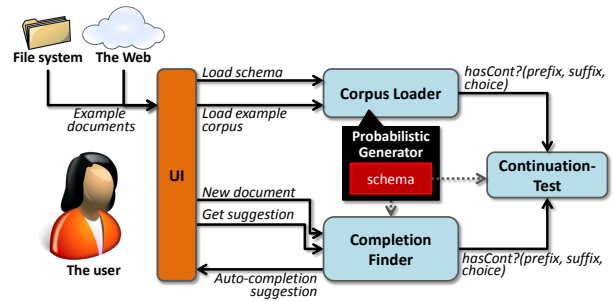 File system
The Web
Example
documents
The user
UI
Load schema
Load example
corpus
Corpus Loader
hasCont?(prefix, suffix,
choice)
Probabilistic
Generator
schema
Continuation-
Test
New document
Get suggestion
Completion
Finder
Auto-completion
suggestion
hasCont?(prefix, suffix,
choice)